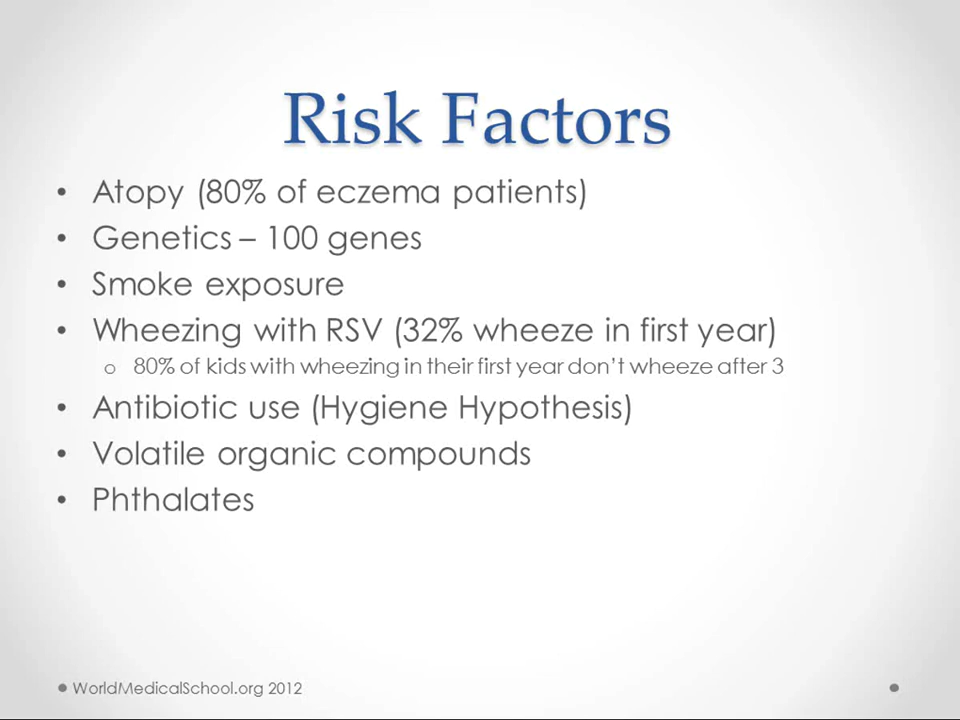 Risk Factors
• Atopy (80% of eczema patients)
• Genetics – 100 genes
• Smoke exposure
• Wheezing with RSV (32% wheeze in first year)
o 80% of kids with wheezing in their first year don't wheeze after 3
• Antibiotic use (Hygiene Hypothesis)
• Volatile organic compounds
• Phthalates
WorldMedicalSchool.org 2012